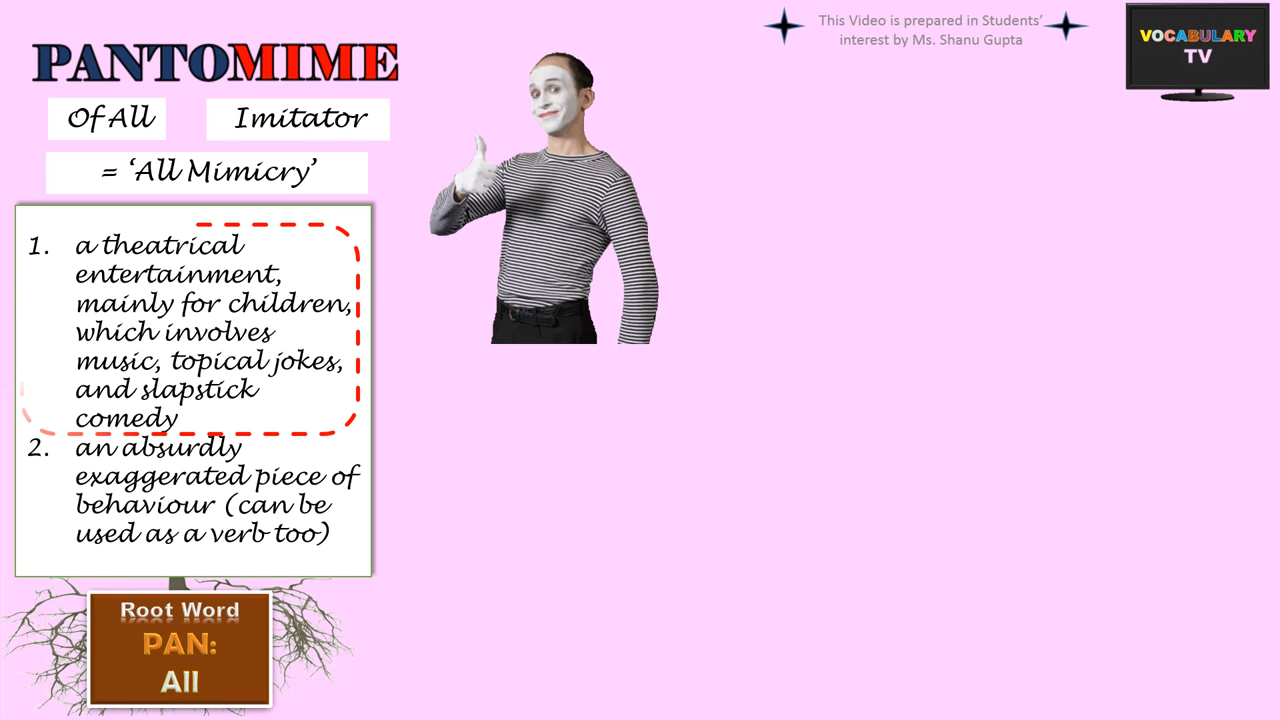 This Video is prepared in Students’
interest by Ms. Shanu Gupta
VOCABULARY
TV
PANTOMIME
Of All
Imitator
= ‘All Mimicry’
1. a theatrical
entertainment,
mainly for children,
which involves
music, topical jokes,
and slapstick
comedy
2. an absurdly
exaggerated piece of
behaviour (can be
used as a verb too)
Root Word
PAN:
All